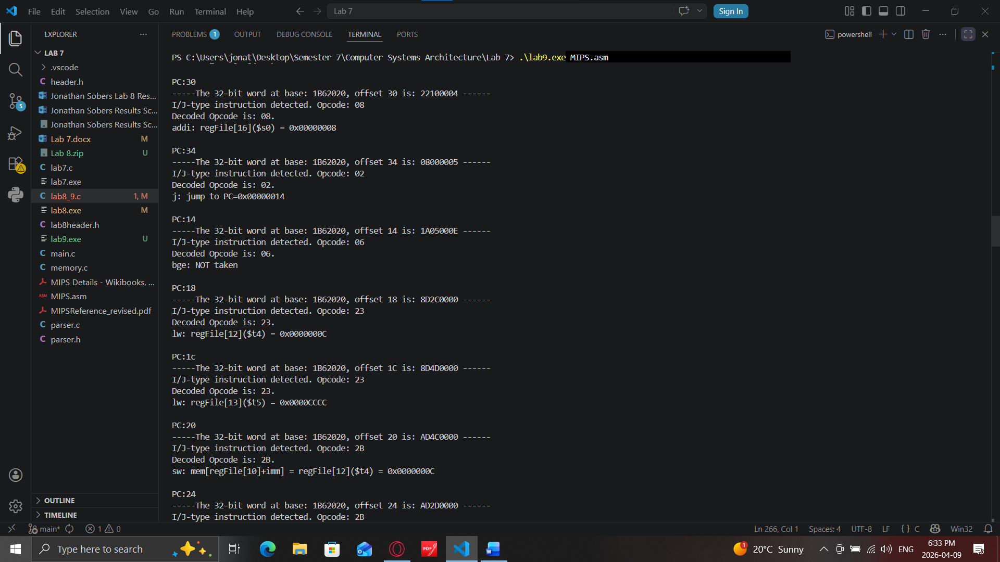 File Edit Selection View Go Run Terminal Help
Lab 7
Sign In
EXPLORER
LAB 7
.vscode
C header.h
Jonathan Sobers Lab 8 Res...
Jonathan Sobers Results Sc...
Jonathan Sobers Results Sc...
Lab 7.docx M
Lab 8.zip U
C lab7.c
lab7.exe
C lab8_9.c 1, M
lab8.exe M
C lab8header.h
lab9.exe U
C main.c
C memory.c
MIPS Details - Wikibooks, ...
ASM MIPS.asm
MIPSReference_revised.pdf
C parser.c
C parser.h
OUTLINE
TIMELINE
5
PROBLEMS 1 OUTPUT DEBUG CONSOLE TERMINAL PORTS
powershell
PS C:\Users\jonat\Desktop\Semester 7\Computer Systems Architecture\Lab 7> .\lab9.exe MIPS.asm
PC:30
-----The 32-bit word at base: 1B62020, offset 30 is: 22100004 ------
I/J-type instruction detected. Opcode: 08
Decoded Opcode is: 08.
addi: regFile[16]($s0) = 0x00000008
PC:34
-----The 32-bit word at base: 1B62020, offset 34 is: 08000005 ------
I/J-type instruction detected. Opcode: 02
Decoded Opcode is: 02.
j: jump to PC=0x00000014
PC:14
-----The 32-bit word at base: 1B62020, offset 14 is: 1A05000E ------
I/J-type instruction detected. Opcode: 06
Decoded Opcode is: 06.
bge: NOT taken
PC:18
-----The 32-bit word at base: 1B62020, offset 18 is: 8D2C0000 ------
I/J-type instruction detected. Opcode: 23
Decoded Opcode is: 23.
lw: regFile[12]($t4) = 0x0000000C
PC:1c
-----The 32-bit word at base: 1B62020, offset 1C is: 8D4D0000 ------
I/J-type instruction detected. Opcode: 23
Decoded Opcode is: 23.
lw: regFile[13]($t5) = 0x0000CCCC
PC:20
-----The 32-bit word at base: 1B62020, offset 20 is: AD4C0000 ------
I/J-type instruction detected. Opcode: 2B
Decoded Opcode is: 2B.
sw: mem[regFile[10]+imm] = regFile[12]($t4) = 0x0000000C
PC:24
-----The 32-bit word at base: 1B62020, offset 24 is: AD2D0000 ------
I/J-type instruction detected. Opcode: 2B
main* 1 0
Ln 266, Col 1 Spaces: 4 UTF-8 LF { } C Win32
Type here to search
PDF
1 20°C Sunny
ENG
6:33 PM
2026-04-09